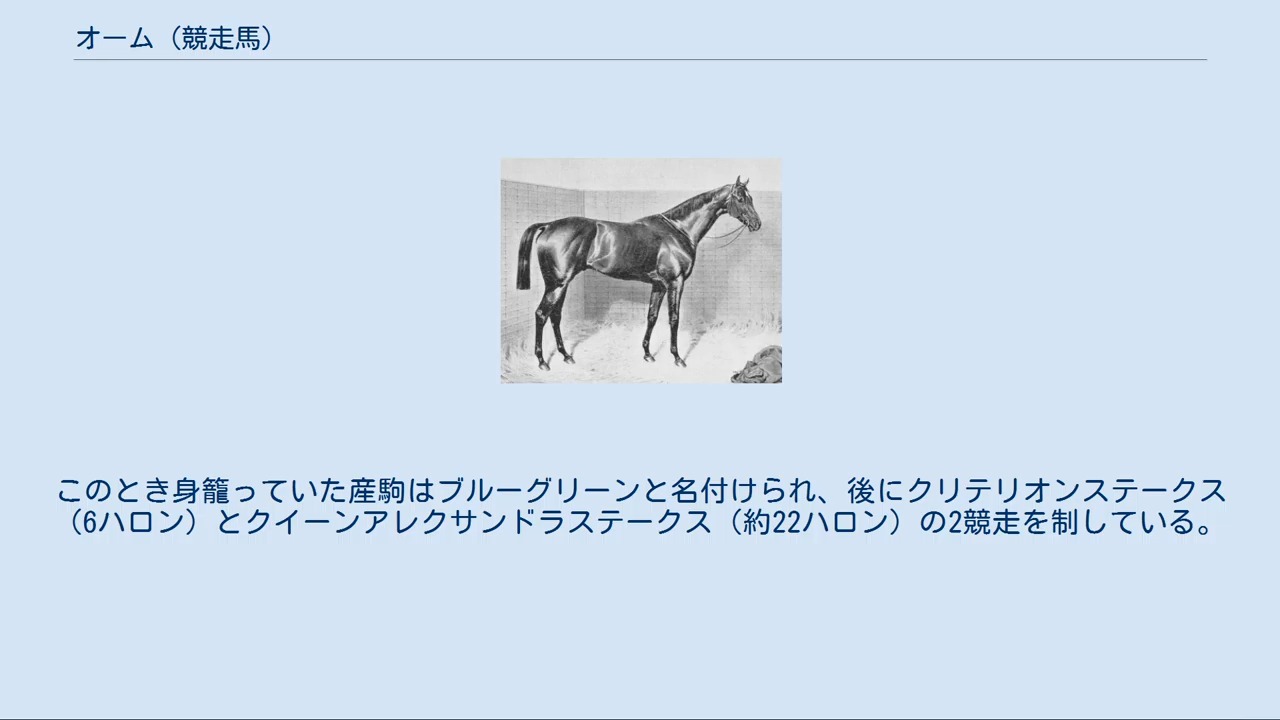 オーム（競走馬）
このとき身籠っていた産駒はブルーグリーンと名付けられ、後にクリテリオンステークス
（6ハロン）とクイーンアレクサンドラステークス（約22ハロン）の2競走を制している。